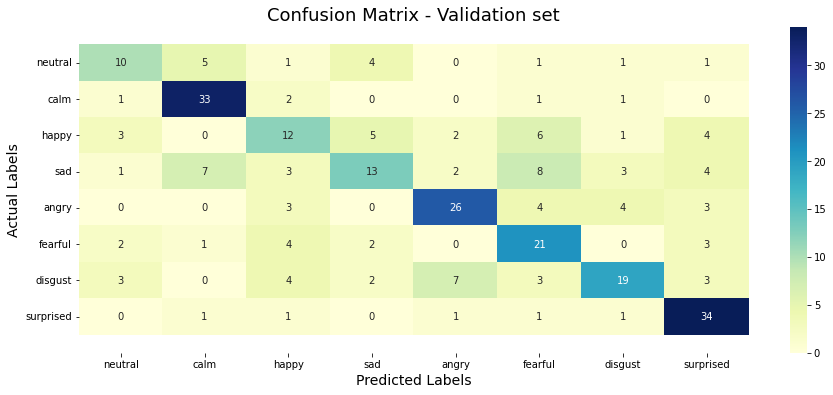 Confusion Matrix - Validation set
neutral 10 5 1 4 0 1 1 1
calm 1 33 2 0 0 1 1 0
happy 3 0 12 5 2 6 1 4
sad 1 7 3 13 2 8 3 4
angry 0 0 3 0 26 4 4 3
fearful 2 1 4 2 0 21 0 3
disgust 3 0 4 2 7 3 19 3
surprised 0 1 1 0 1 1 1 34
neutral calm happy sad angry fearful disgust surprised
Predicted Labels
Actual Labels
30
25
20
15
10
5
0